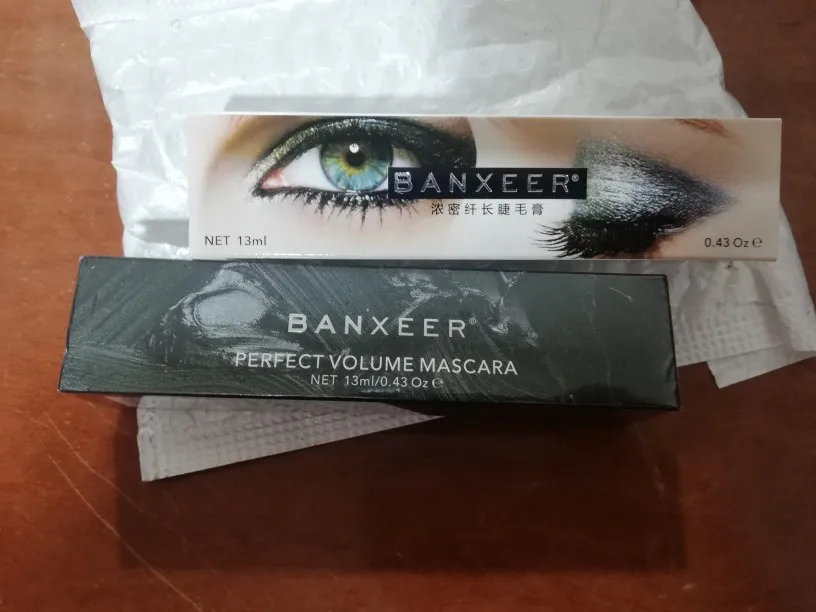 BANXEER®
浓密纤长睫毛膏
NET 13ml
0.43 Oz ℮
BANXEER®
PERFECT VOLUME MASCARA
NET 13ml/0.43 Oz ℮